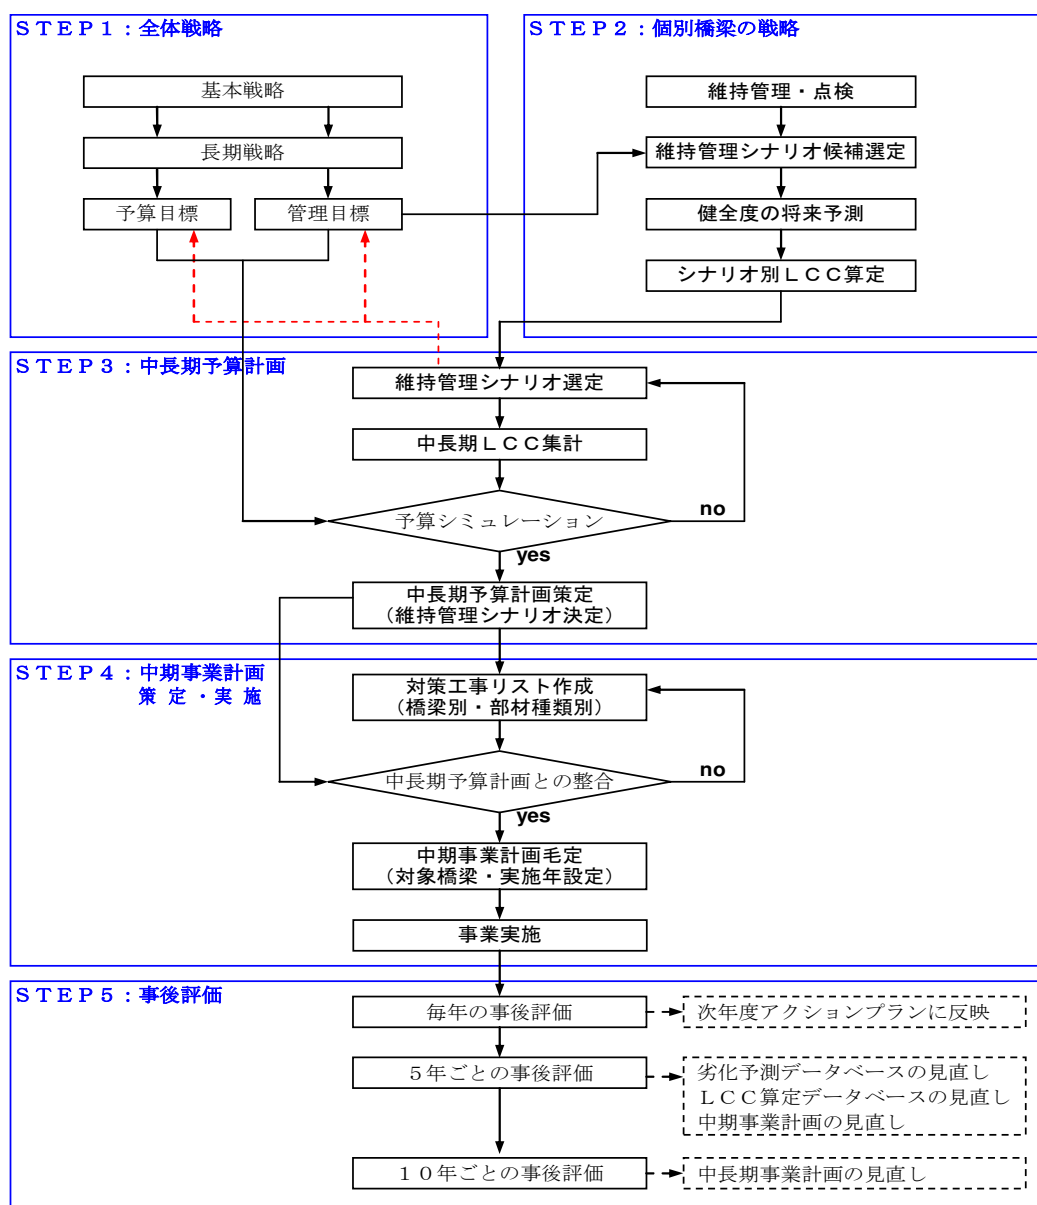 ＳＴＥＰ１：全体戦略
基本戦略
長期戦略
予算目標
管理目標
ＳＴＥＰ２：個別橋梁の戦略
維持管理・点検
維持管理シナリオ候補選定
健全度の将来予測
シナリオ別ＬＣＣ算定
ＳＴＥＰ３：中長期予算計画
維持管理シナリオ選定
中長期ＬＣＣ集計
予算シミュレーション
no
yes
中長期予算計画策定
（維持管理シナリオ決定）
ＳＴＥＰ４：中期事業計画
策 定 ・ 実 施
対策工事リスト作成
（橋梁別・部材種類別）
中長期予算計画との整合
no
yes
中期事業計画毛定
（対象橋梁・実施年設定）
事業実施
ＳＴＥＰ５：事後評価
毎年の事後評価
次年度アクションプランに反映
５年ごとの事後評価
劣化予測データベースの見直し
ＬＣＣ算定データベースの見直し
中期事業計画の見直し
１０年ごとの事後評価
中長期事業計画の見直し